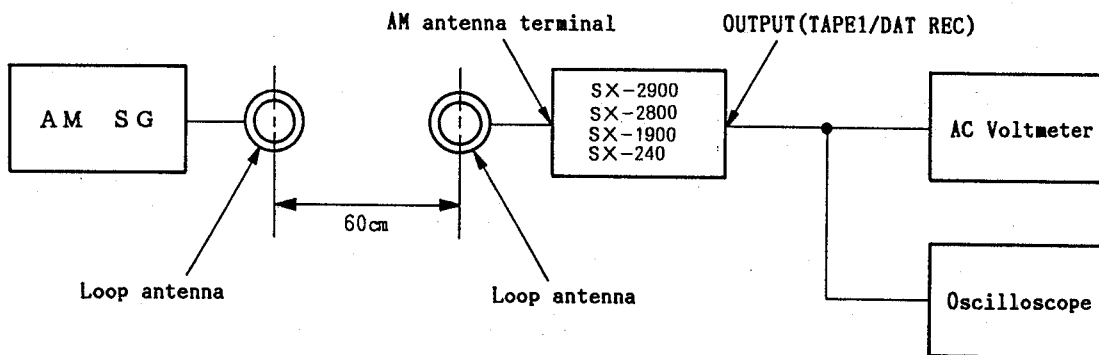 AM antenna terminal
OUTPUT(TAPE1/DAT REC)
AM SG
SX-2900
SX-2800
SX-1900
SX-240
AC Voltmeter
60cm
Loop antenna
Loop antenna
Oscilloscope